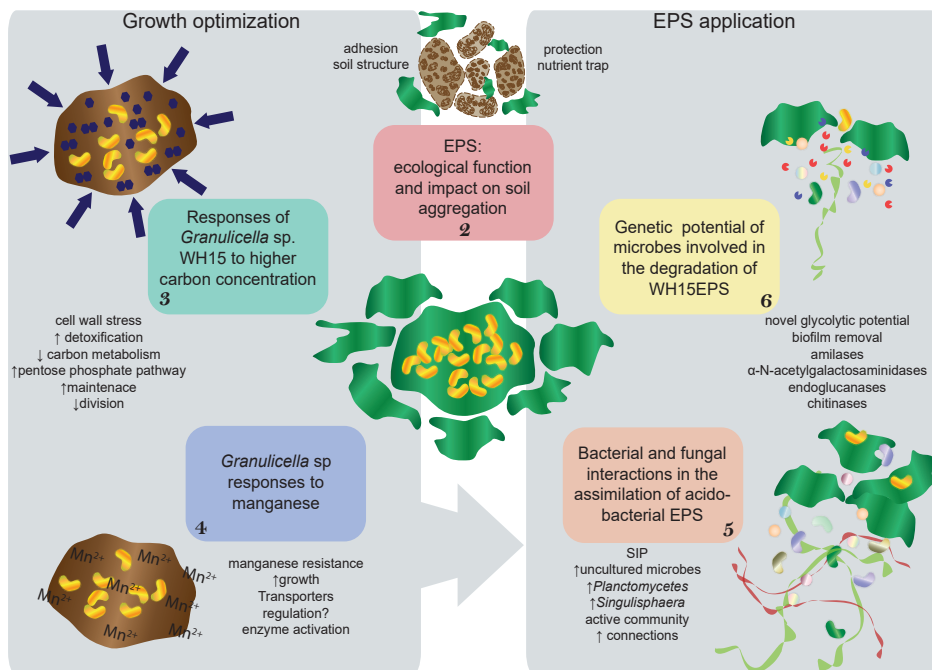 Growth optimization
EPS application
adhesion
soil structure
protection
nutrient trap
EPS:
ecological function
and impact on soil
aggregation
2
Responses of
Granulicella sp.
WH15 to higher
carbon concentration
3
cell wall stress
↑ detoxification
↓ carbon metabolism
↑pentose phosphate pathway
↑maintenace
↓division
Granulicella sp
responses to
manganese
4
Mn2+
Mn2+
Mn2+
Mn2+
Mn2+
Mn2+
Mn2+
Mn2+
manganese resistance
↑growth
Transporters
regulation?
enzyme activation
Genetic potential of
microbes involved in
the degradation of
WH15EPS
6
novel glycolytic potential
biofilm removal
amilases
α-N-acetylgalactosaminidases
endoglucanases
chitinases
Bacterial and fungal
interactions in the
assimilation of acido-
bacterial EPS
5
SIP
↑uncultured microbes
↑Planctomycetes
↑Singulisphaera
active community
↑ connections